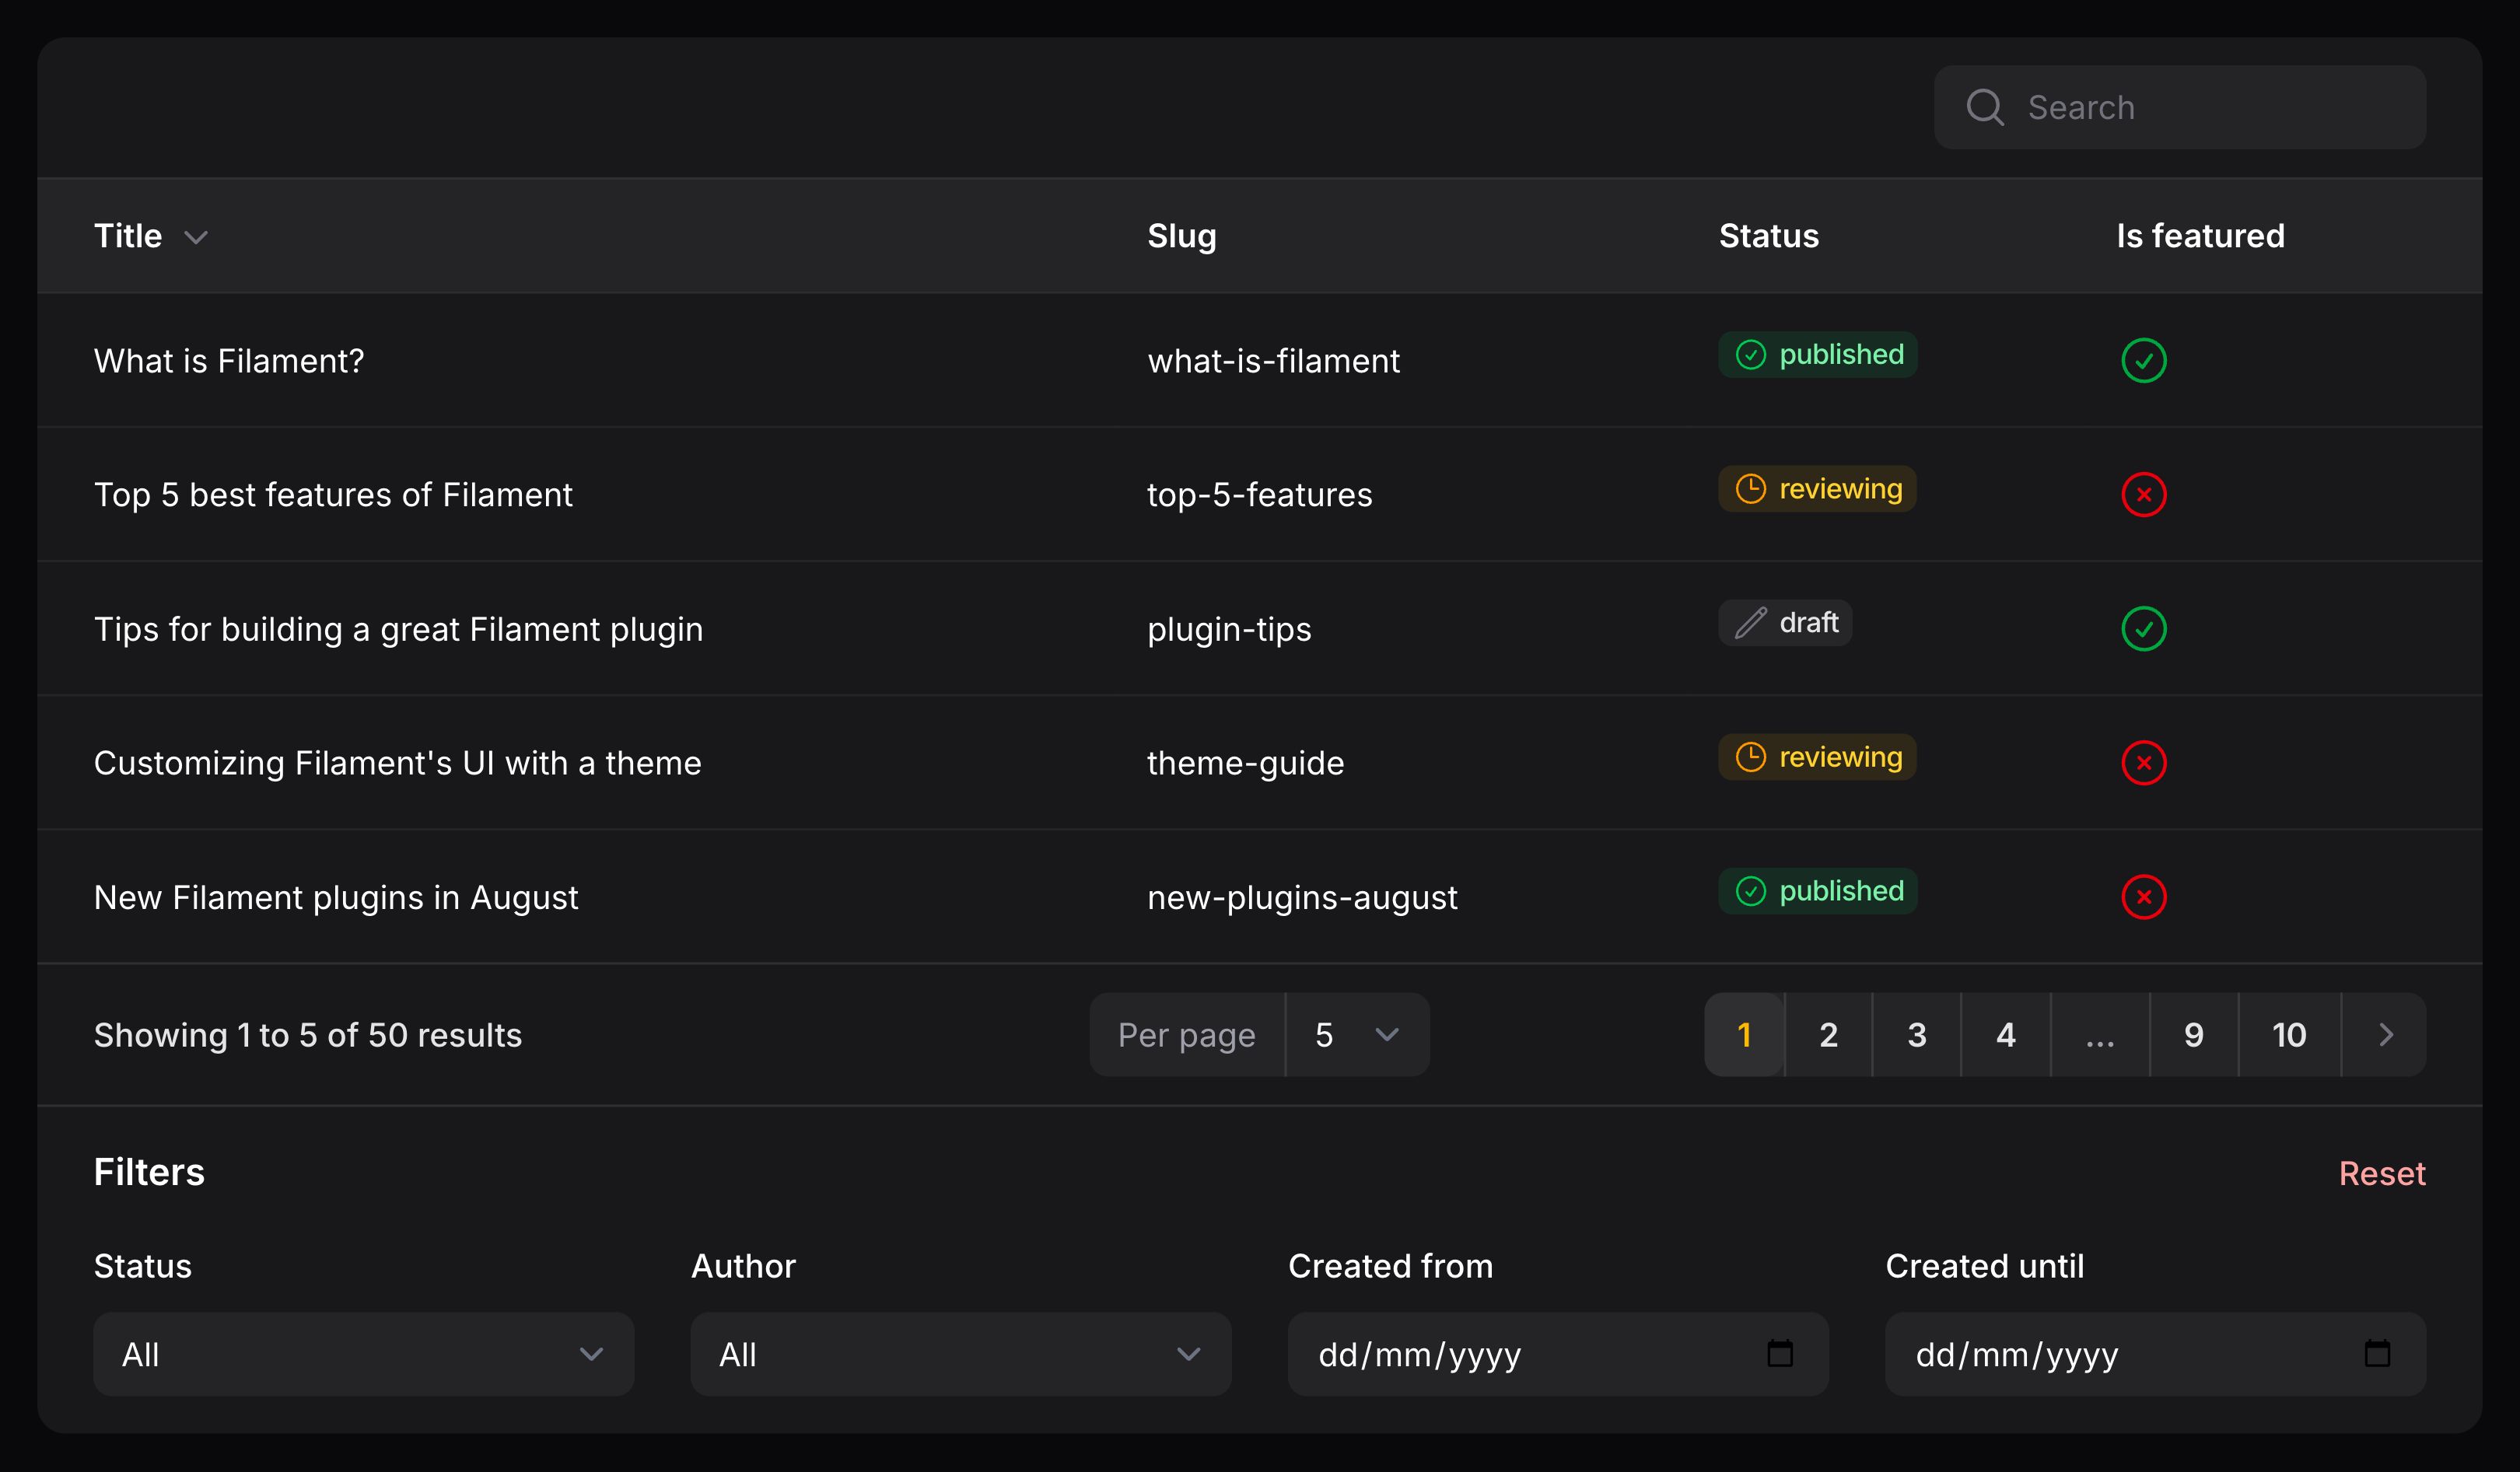 Search
Title Slug Status Is featured
What is Filament? what-is-filament published
Top 5 best features of Filament top-5-features reviewing
Tips for building a great Filament plugin plugin-tips draft
Customizing Filament's UI with a theme theme-guide reviewing
New Filament plugins in August new-plugins-august published
Showing 1 to 5 of 50 results Per page 5 1 2 3 4 ... 9 10
Filters Reset
Status Author Created from Created until
All All dd/mm/yyyy dd/mm/yyyy